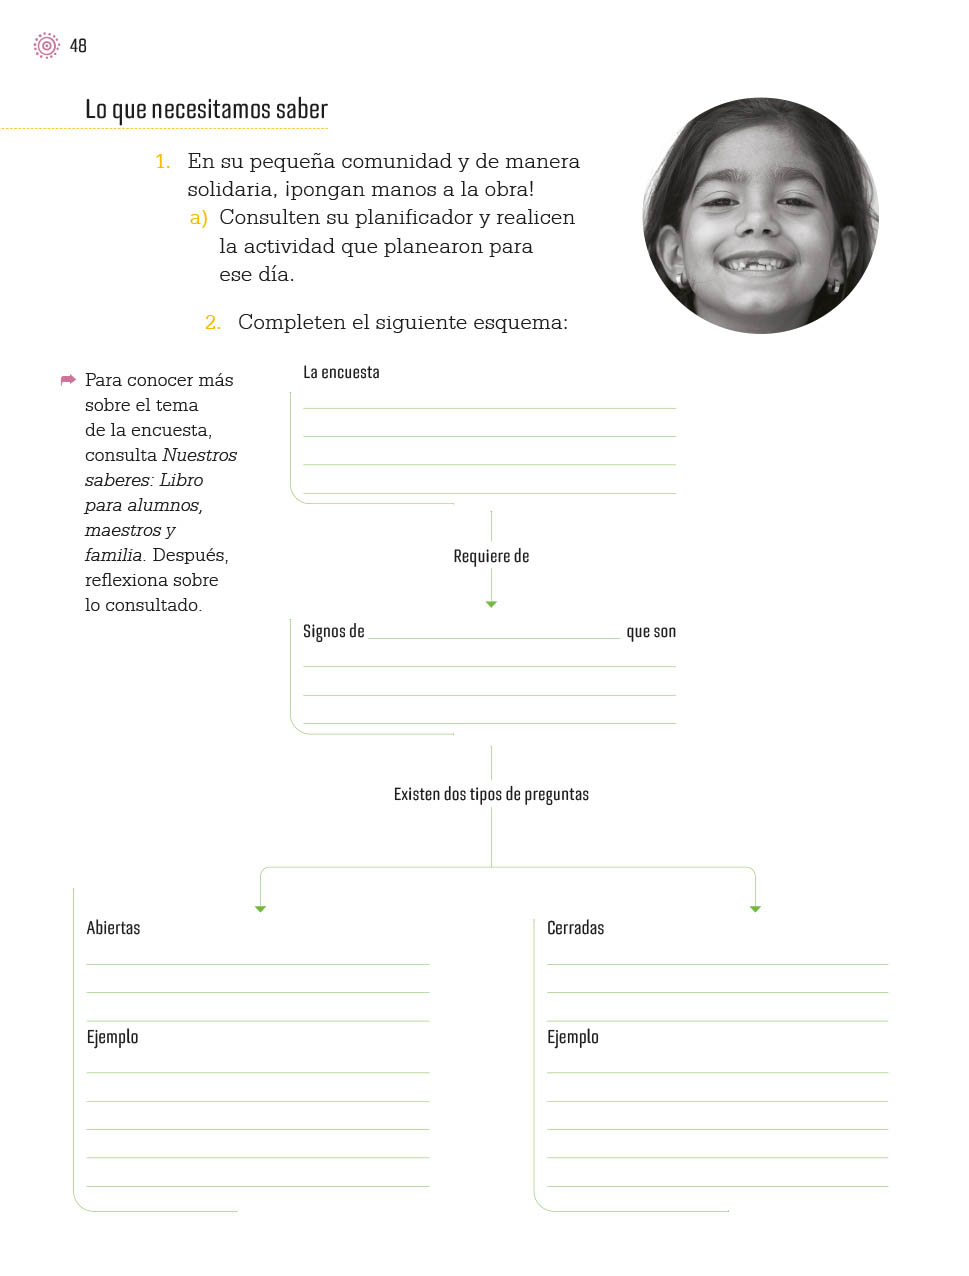 48
Lo que necesitamos saber
1. En su pequeña comunidad y de manera
solidaria, ¡pongan manos a la obra!
a) Consulten su planificador y realicen
la actividad que planearon para
ese día.
2. Completen el siguiente esquema:
Para conocer más
sobre el tema
de la encuesta,
consulta Nuestros
saberes: Libro
para alumnos,
maestros y
familia. Después,
reflexiona sobre
lo consultado.
La encuesta
Requiere de
Signos de que son
Existen dos tipos de preguntas
Abiertas
Ejemplo
Cerradas
Ejemplo